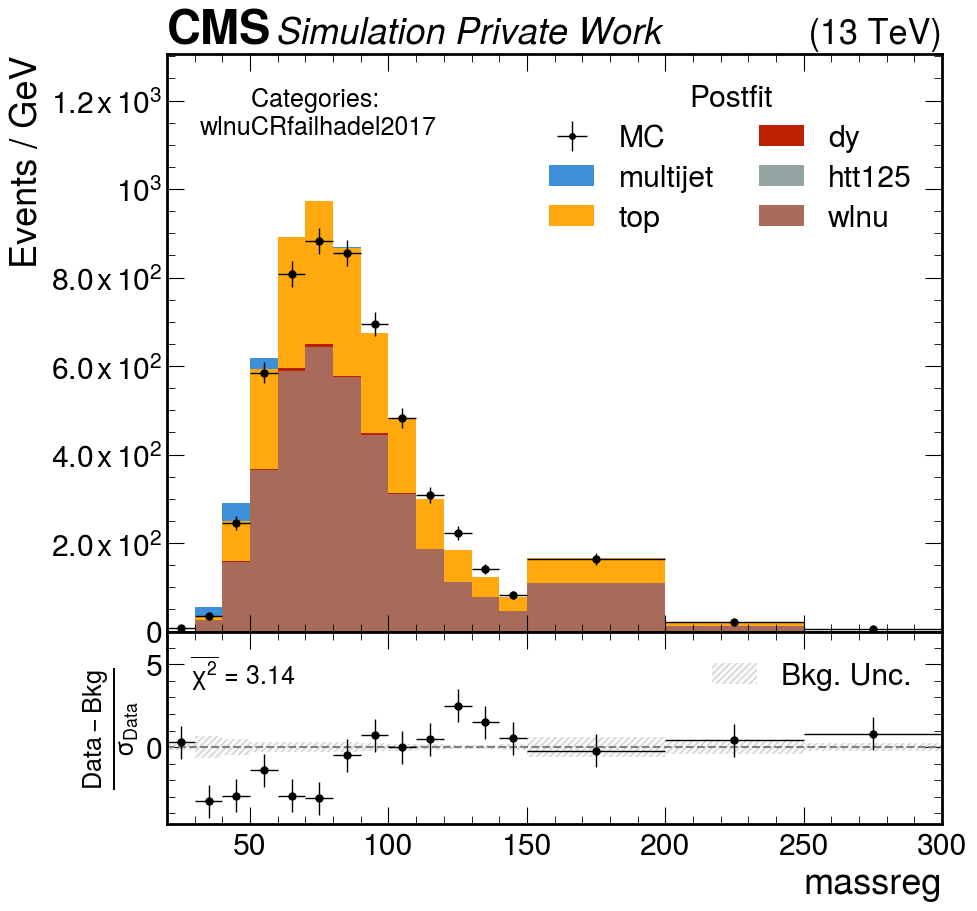 CMS Simulation Private Work (13 TeV)
Events / GeV
1.2 x 10³
10³
8.0 x 10²
6.0 x 10²
4.0 x 10²
2.0 x 10²
0
Categories:
wlnuCRfailhadel2017
Postfit
MC
multijet
top
dy
htt125
wlnu
Data − Bkg
σData
5
0
χ² = 3.14
Bkg. Unc.
50 100 150 200 250 300
massreg